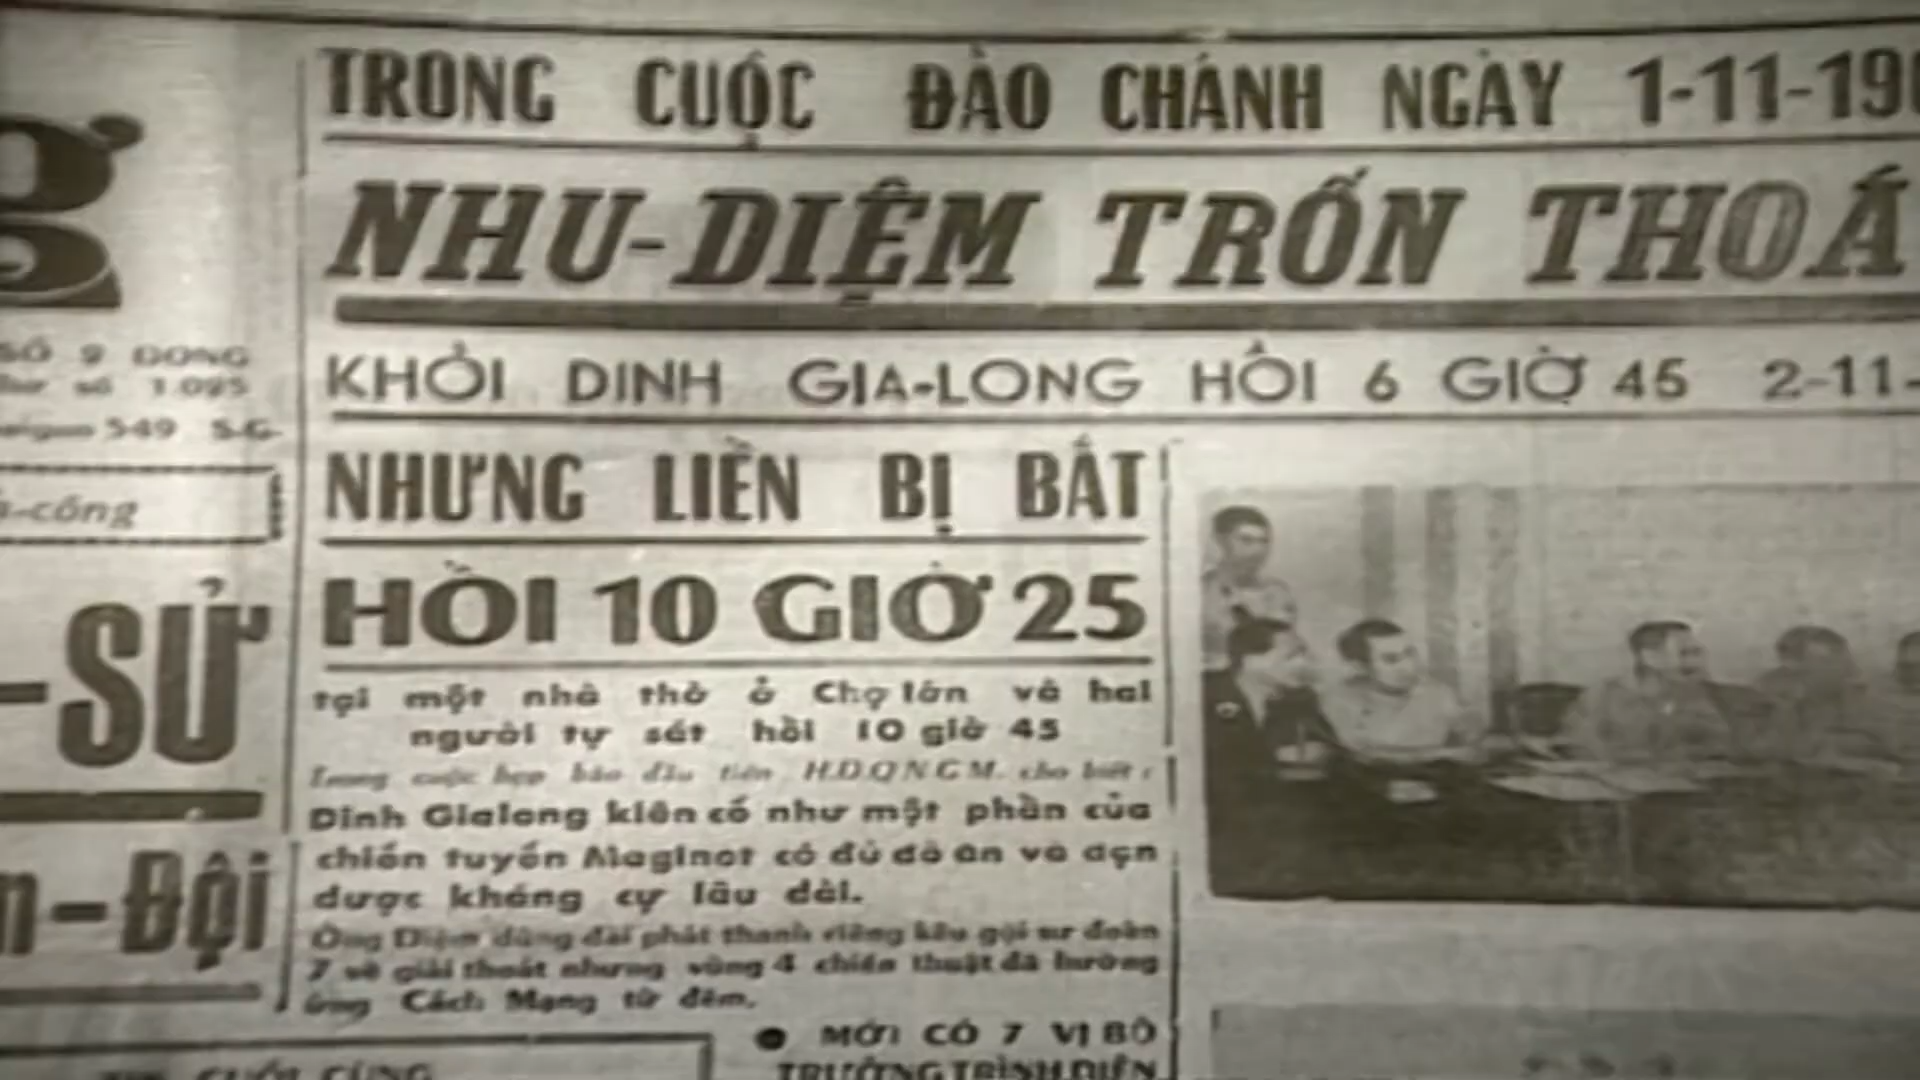 TRONG CUỘC ĐẢO CHÁNH NGÀY 1-11-196
NHU-DIỆM TRỐN THOÁ
KHỎI DINH GIA-LONG HỒI 6 GIỜ 45 2-11-
NHƯNG LIỀN BỊ BẮT
HỒI 10 GIỜ 25
tại một nhà thờ ở Chợ lớn và hai
người tự sát hồi 10 giờ 45
Trong cuộc họp báo đầu tiên H.D.Q.N.C.M. cho biết :
Dinh Gialong kiên cố như một phần của
chiến tuyến Maginot có đủ đồ ăn và đạn
dược kháng cự lâu dài.
Ông Diệm dùng đài phát thanh riêng kêu gọi sư đoàn
7 về giải thoát nhưng vùng 4 chiến thuật đã hưởng
ứng Cách Mạng từ đêm.
● MỚI CÓ 7 VỊ BỘ
TRƯỞNG TRÌNH DIỆN
g
SỐ 2 ĐỒNG
số 1.095
549 S.G.
-cộng
-SỬ
-Đội
CUỐI CÙNG